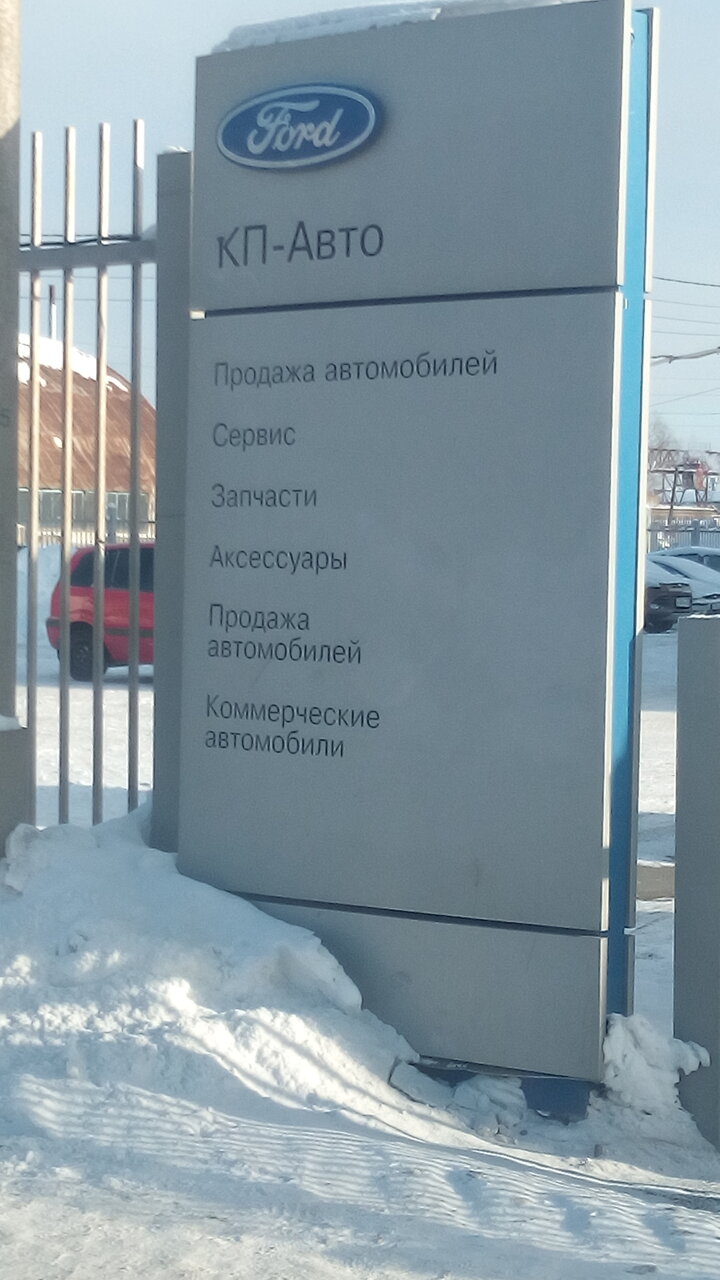 Ford
КП-Авто
Продажа автомобилей
Сервис
Запчасти
Аксессуары
Продажа
автомобилей
Коммерческие
автомобили